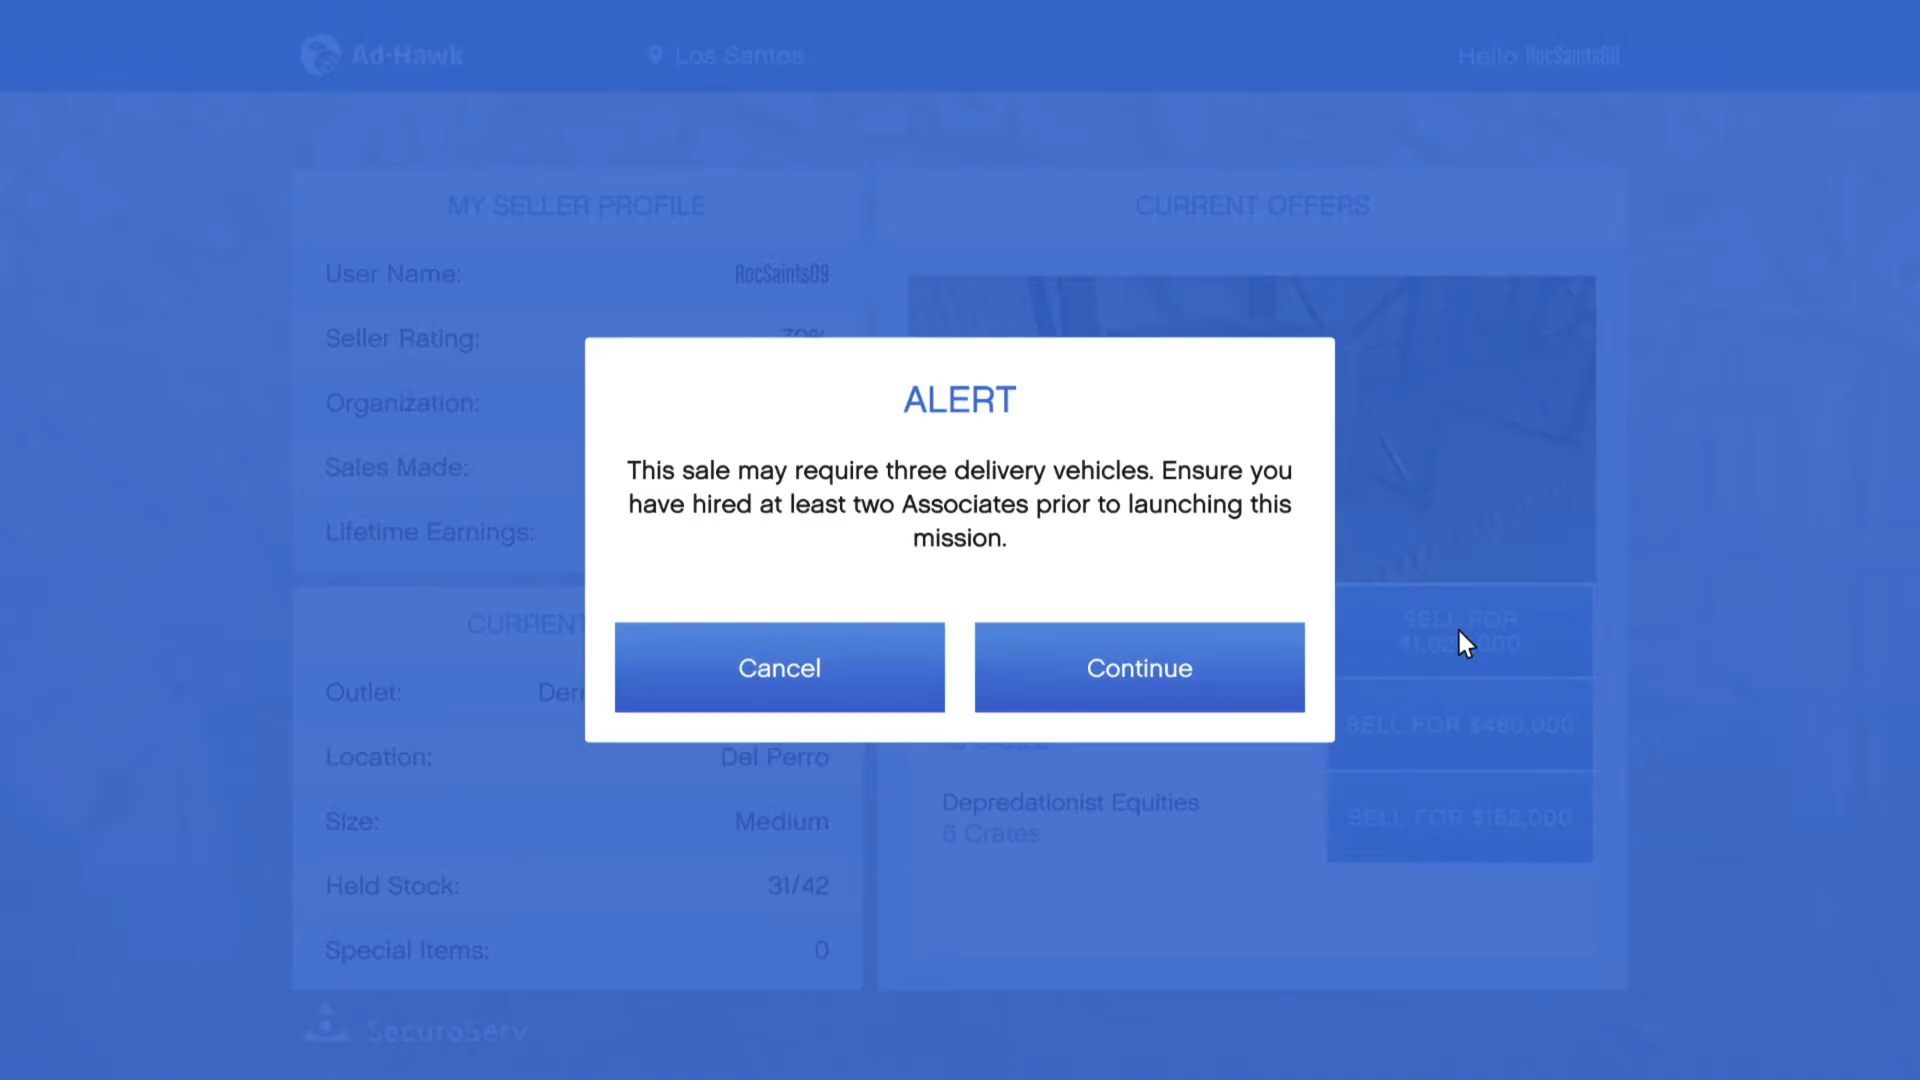 Ad-Hawk
Los Santos
Hello RocSaints09
MY SELLER PROFILE
User Name: RocSaints09
Seller Rating:
Organization:
Sales Made:
Lifetime Earnings:
CURRENT OFFERS
ALERT
This sale may require three delivery vehicles. Ensure you
have hired at least two Associates prior to launching this
mission.
Cancel
Continue
SELL FOR
SELL FOR $480,000
Depredationist Equities
5 Crates
SELL FOR $162,000
CURRENT
Outlet:
Location: Del Perro
Size: Medium
Held Stock: 31/42
Special Items: 0
SecuroServ